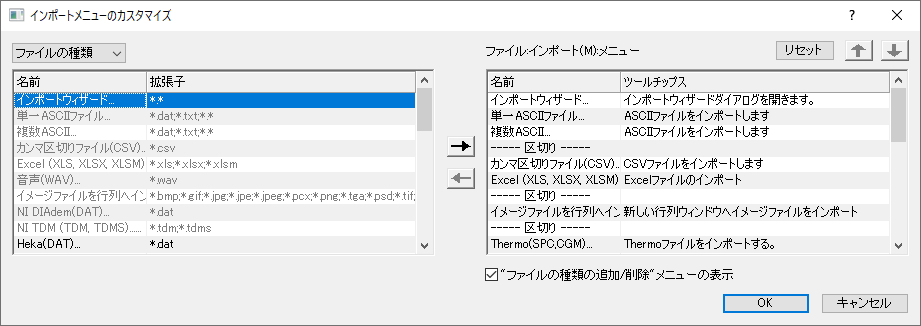 インポートメニューのカスタマイズ
ファイルの種類
ファイル:インポート(M):メニュー
リセット
名前 拡張子
インポートウィザード... *.*
単一 ASCIIファイル... *.dat;*.txt;*.*
複数ASCII... *.dat;*.txt;*.*
カンマ区切りファイル(CSV)... *.csv
Excel (XLS, XLSX, XLSM) *.xls;*.xlsx;*.xlsm
音声(WAV)... *.wav
イメージファイルを行列へイン *.bmp;*.gif;*.jpg;*.jpe;*.jpeg;*.pcx;*.png;*.tga;*.psd;*.tif;
NI DIAdem(DAT)... *.dat
NI TDM (TDM, TDMS)..... *.tdm;*.tdms
Heka(DAT)... *.dat
名前 ツールチップス
インポートウィザード... インポートウィザードダイアログを開きます。
単一 ASCIIファイル... ASCIIファイルをインポートします
複数ASCII... ASCIIファイルをインポートします
----- 区切り -----
カンマ区切りファイル(CSV).. CSVファイルをインポートします
Excel (XLS, XLSX, XLSM) Excelファイルのインポート
----- 区切り -----
イメージファイルを行列へイン 新しい行列ウィンドウへイメージファイルをインポート
----- 区切り -----
Thermo(SPC,CGM)... Thermoファイルをインポートする。
"ファイルの種類の追加/削除"メニューの表示
OK
キャンセル